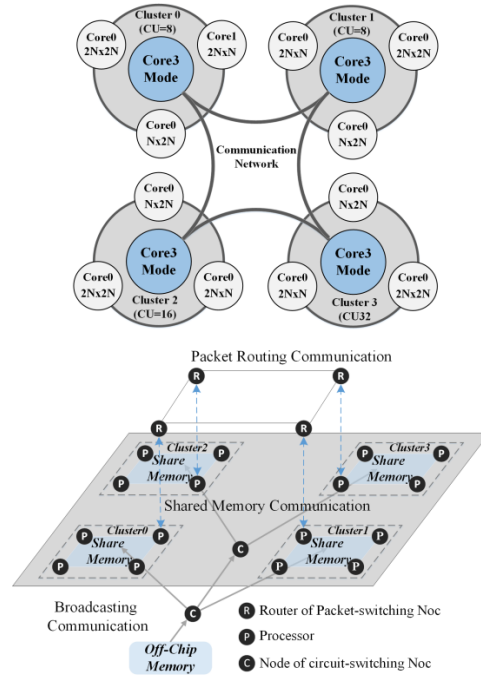 Cluster 0
(CU=8)
Core0
2Nx2N
Core1
2NxN
Core3
Mode
Core0
Nx2N
Cluster 1
(CU=8)
Core0
2NxN
Core0
2Nx2N
Core3
Mode
Core0
Nx2N
Communication
Network
Core0
Nx2N
Core0
2Nx2N
Core0
2NxN
Core3
Mode
Cluster 2
(CU=16)
Core0
Nx2N
Core0
2NxN
Core0
2Nx2N
Core3
Mode
Cluster 3
(CU32
Packet Routing Communication
R
R
R
R
Cluster2
P
P
Share
Memory
P
P
Cluster3
P
P
Share
Memory
P
P
Shared Memory Communication
Cluster0
P
P
Share
Memory
P
P
Cluster1
P
P
Share
Memory
P
P
C
Broadcasting
Communication
C
Off-Chip
Memory
R Router of Packet-switching Noc
P Processor
C Node of circuit-switching Noc